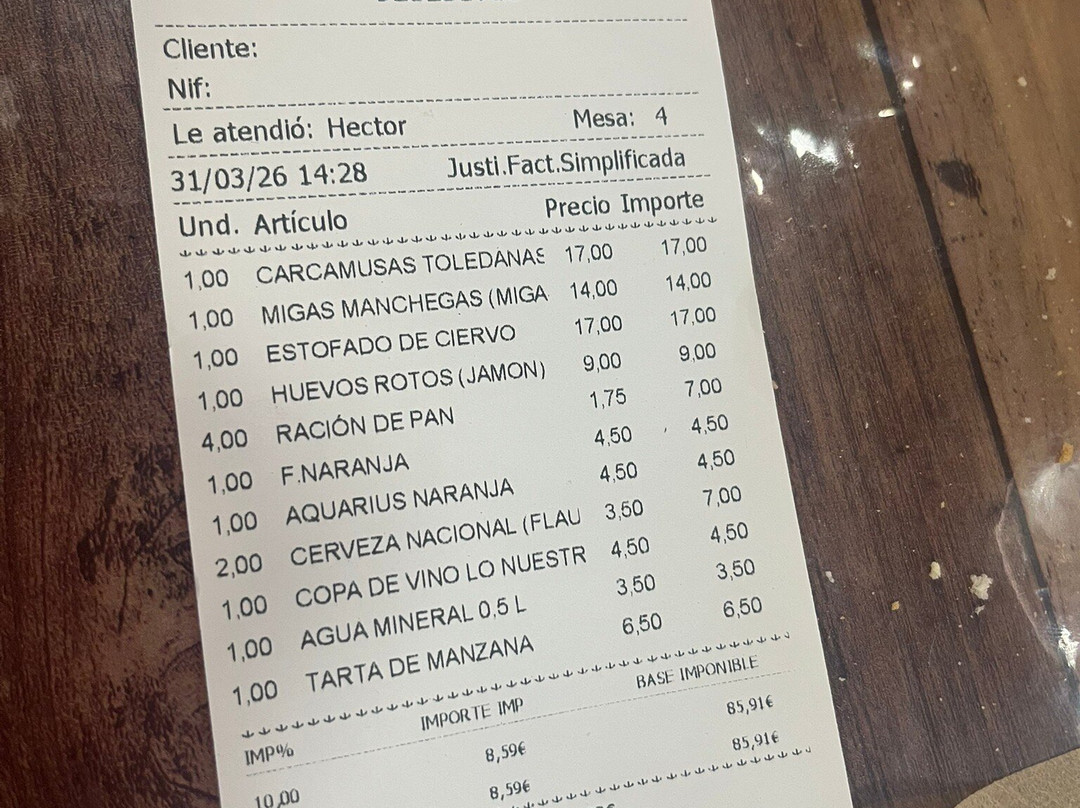 Cliente:
Nif:
Le atendió: Hector Mesa: 4
31/03/26 14:28 Justi.Fact.Simplificada
Und. Artículo Precio Importe
1,00 CARCAMUSAS TOLEDANAS 17,00 17,00
1,00 MIGAS MANCHEGAS (MIGA 14,00 14,00
1,00 ESTOFADO DE CIERVO 17,00 17,00
1,00 HUEVOS ROTOS (JAMON) 9,00 9,00
4,00 RACIÓN DE PAN 1,75 7,00
1,00 F.NARANJA 4,50 4,50
1,00 AQUARIUS NARANJA 4,50 4,50
2,00 CERVEZA NACIONAL (FLAU 3,50 7,00
1,00 COPA DE VINO LO NUESTR 4,50 4,50
1,00 AGUA MINERAL 0,5 L 3,50 3,50
1,00 TARTA DE MANZANA 6,50 6,50
IMP% IMPORTE IMP BASE IMPONIBLE
10,00 8,59€ 85,91€
8,59€ 85,91€